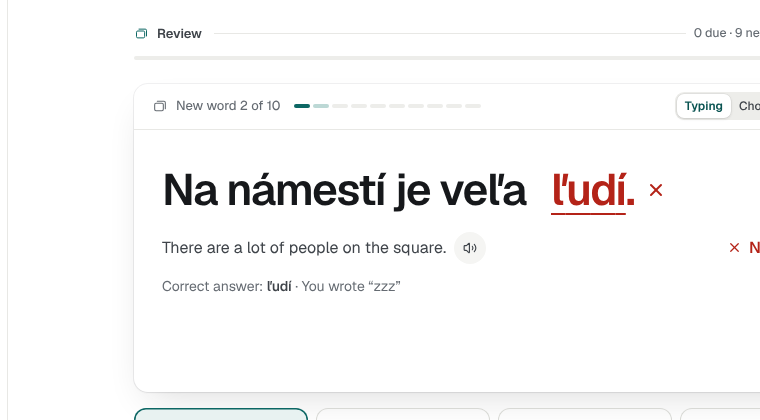 Review 0 due · 9 ne
New word 2 of 10 Typing Cho
Na námestí je veľa ľudí. ×
There are a lot of people on the square. × N
Correct answer: ľudí · You wrote “zzz”